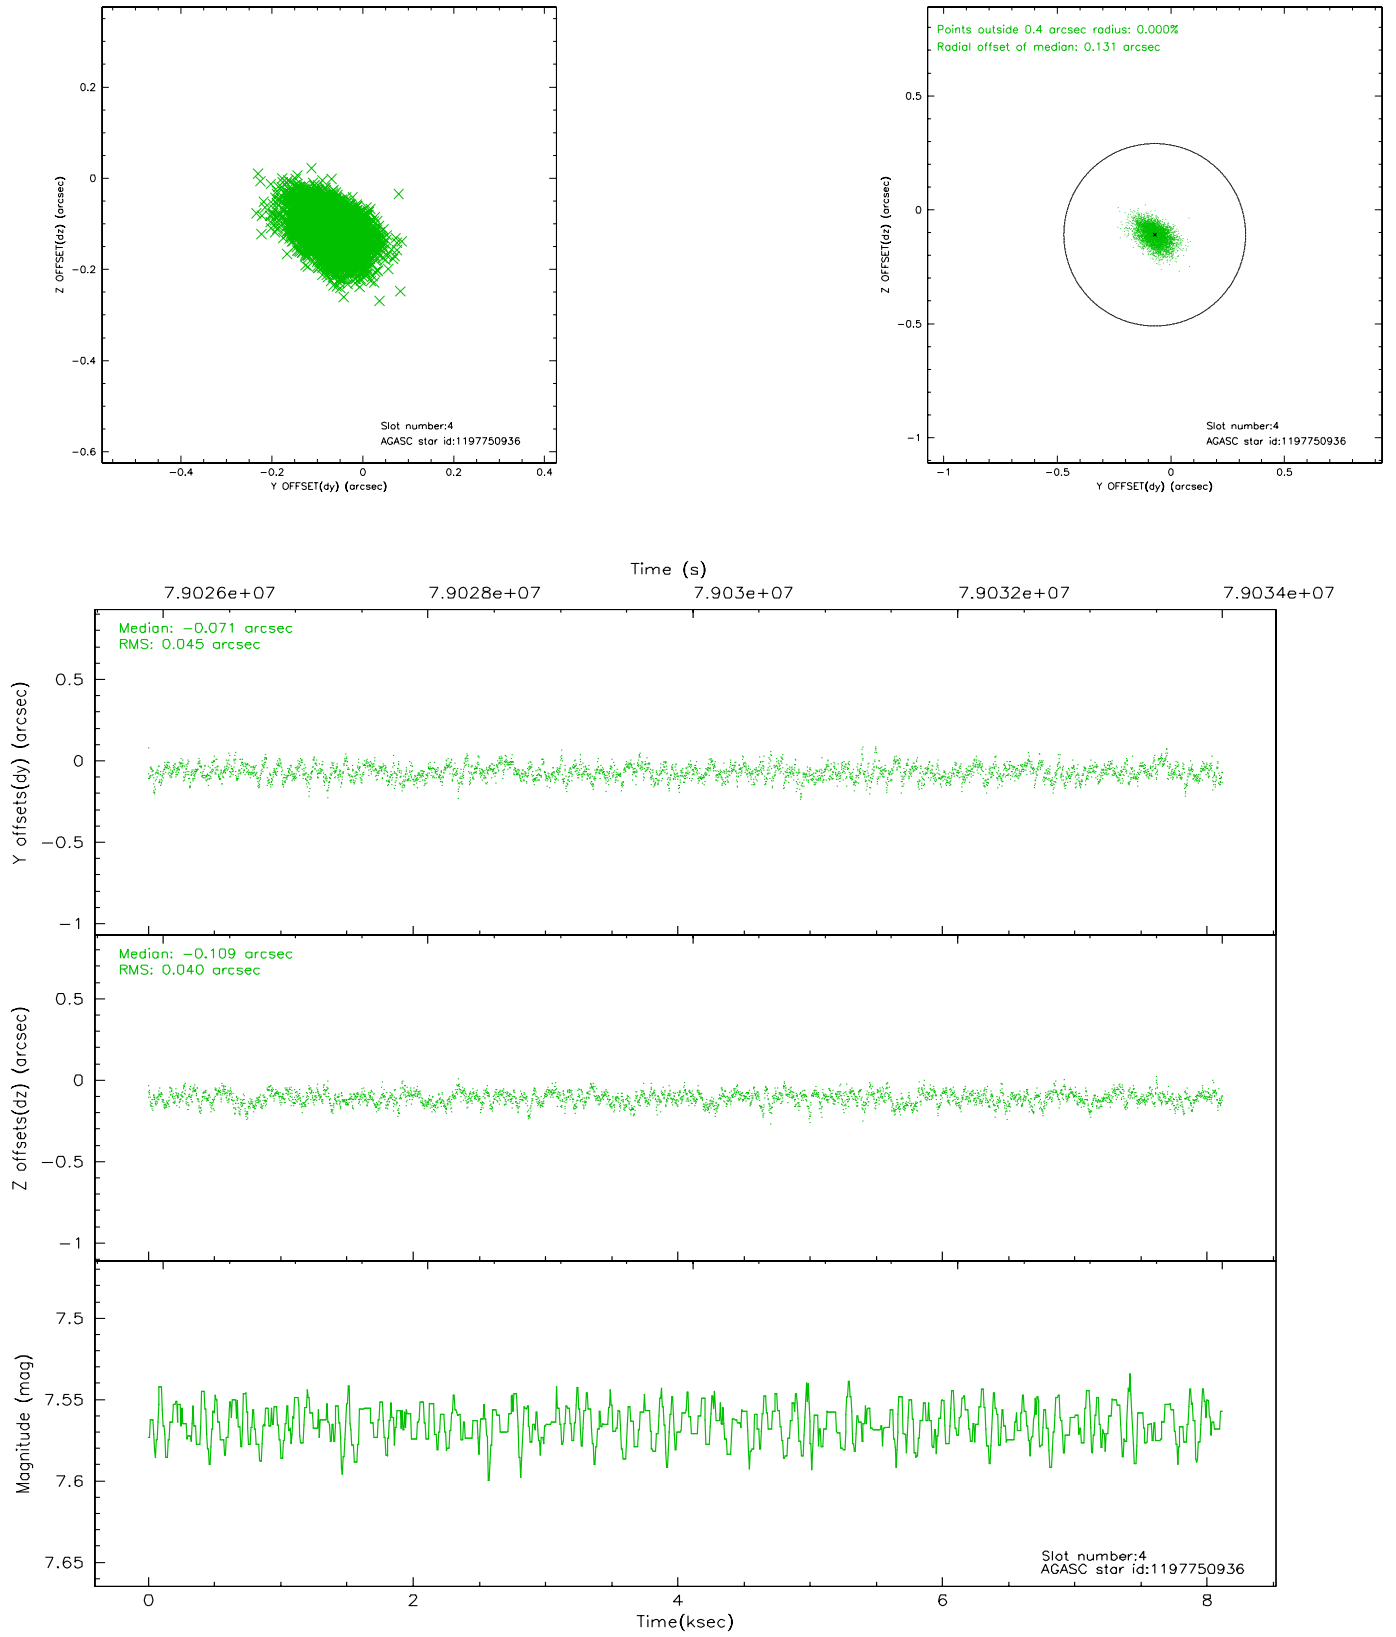 0.2
0
−0.2
−0.4
−0.6
Z OFFSET(dz) (arcsec)
−0.4 −0.2 0 0.2 0.4
Y OFFSET(dy) (arcsec)
Slot number:4
AGASC star id:1197750936
Points outside 0.4 arcsec radius: 0.000%
Radial offset of median: 0.131 arcsec
0.5
0
−0.5
−1
Z OFFSET(dz) (arcsec)
−1 −0.5 0 0.5
Y OFFSET(dy) (arcsec)
Slot number:4
AGASC star id:1197750936
Time (s)
7.9026e+07 7.9028e+07 7.903e+07 7.9032e+07 7.9034e+07
Median: −0.071 arcsec
RMS: 0.045 arcsec
0.5
0
−0.5
−1
Y offsets(dy) (arcsec)
Median: −0.109 arcsec
RMS: 0.040 arcsec
0.5
0
−0.5
−1
Z offsets(dz) (arcsec)
7.5
7.55
7.6
7.65
Magnitude (mag)
Slot number:4
AGASC star id:1197750936
0 2 4 6 8
Time(ksec)